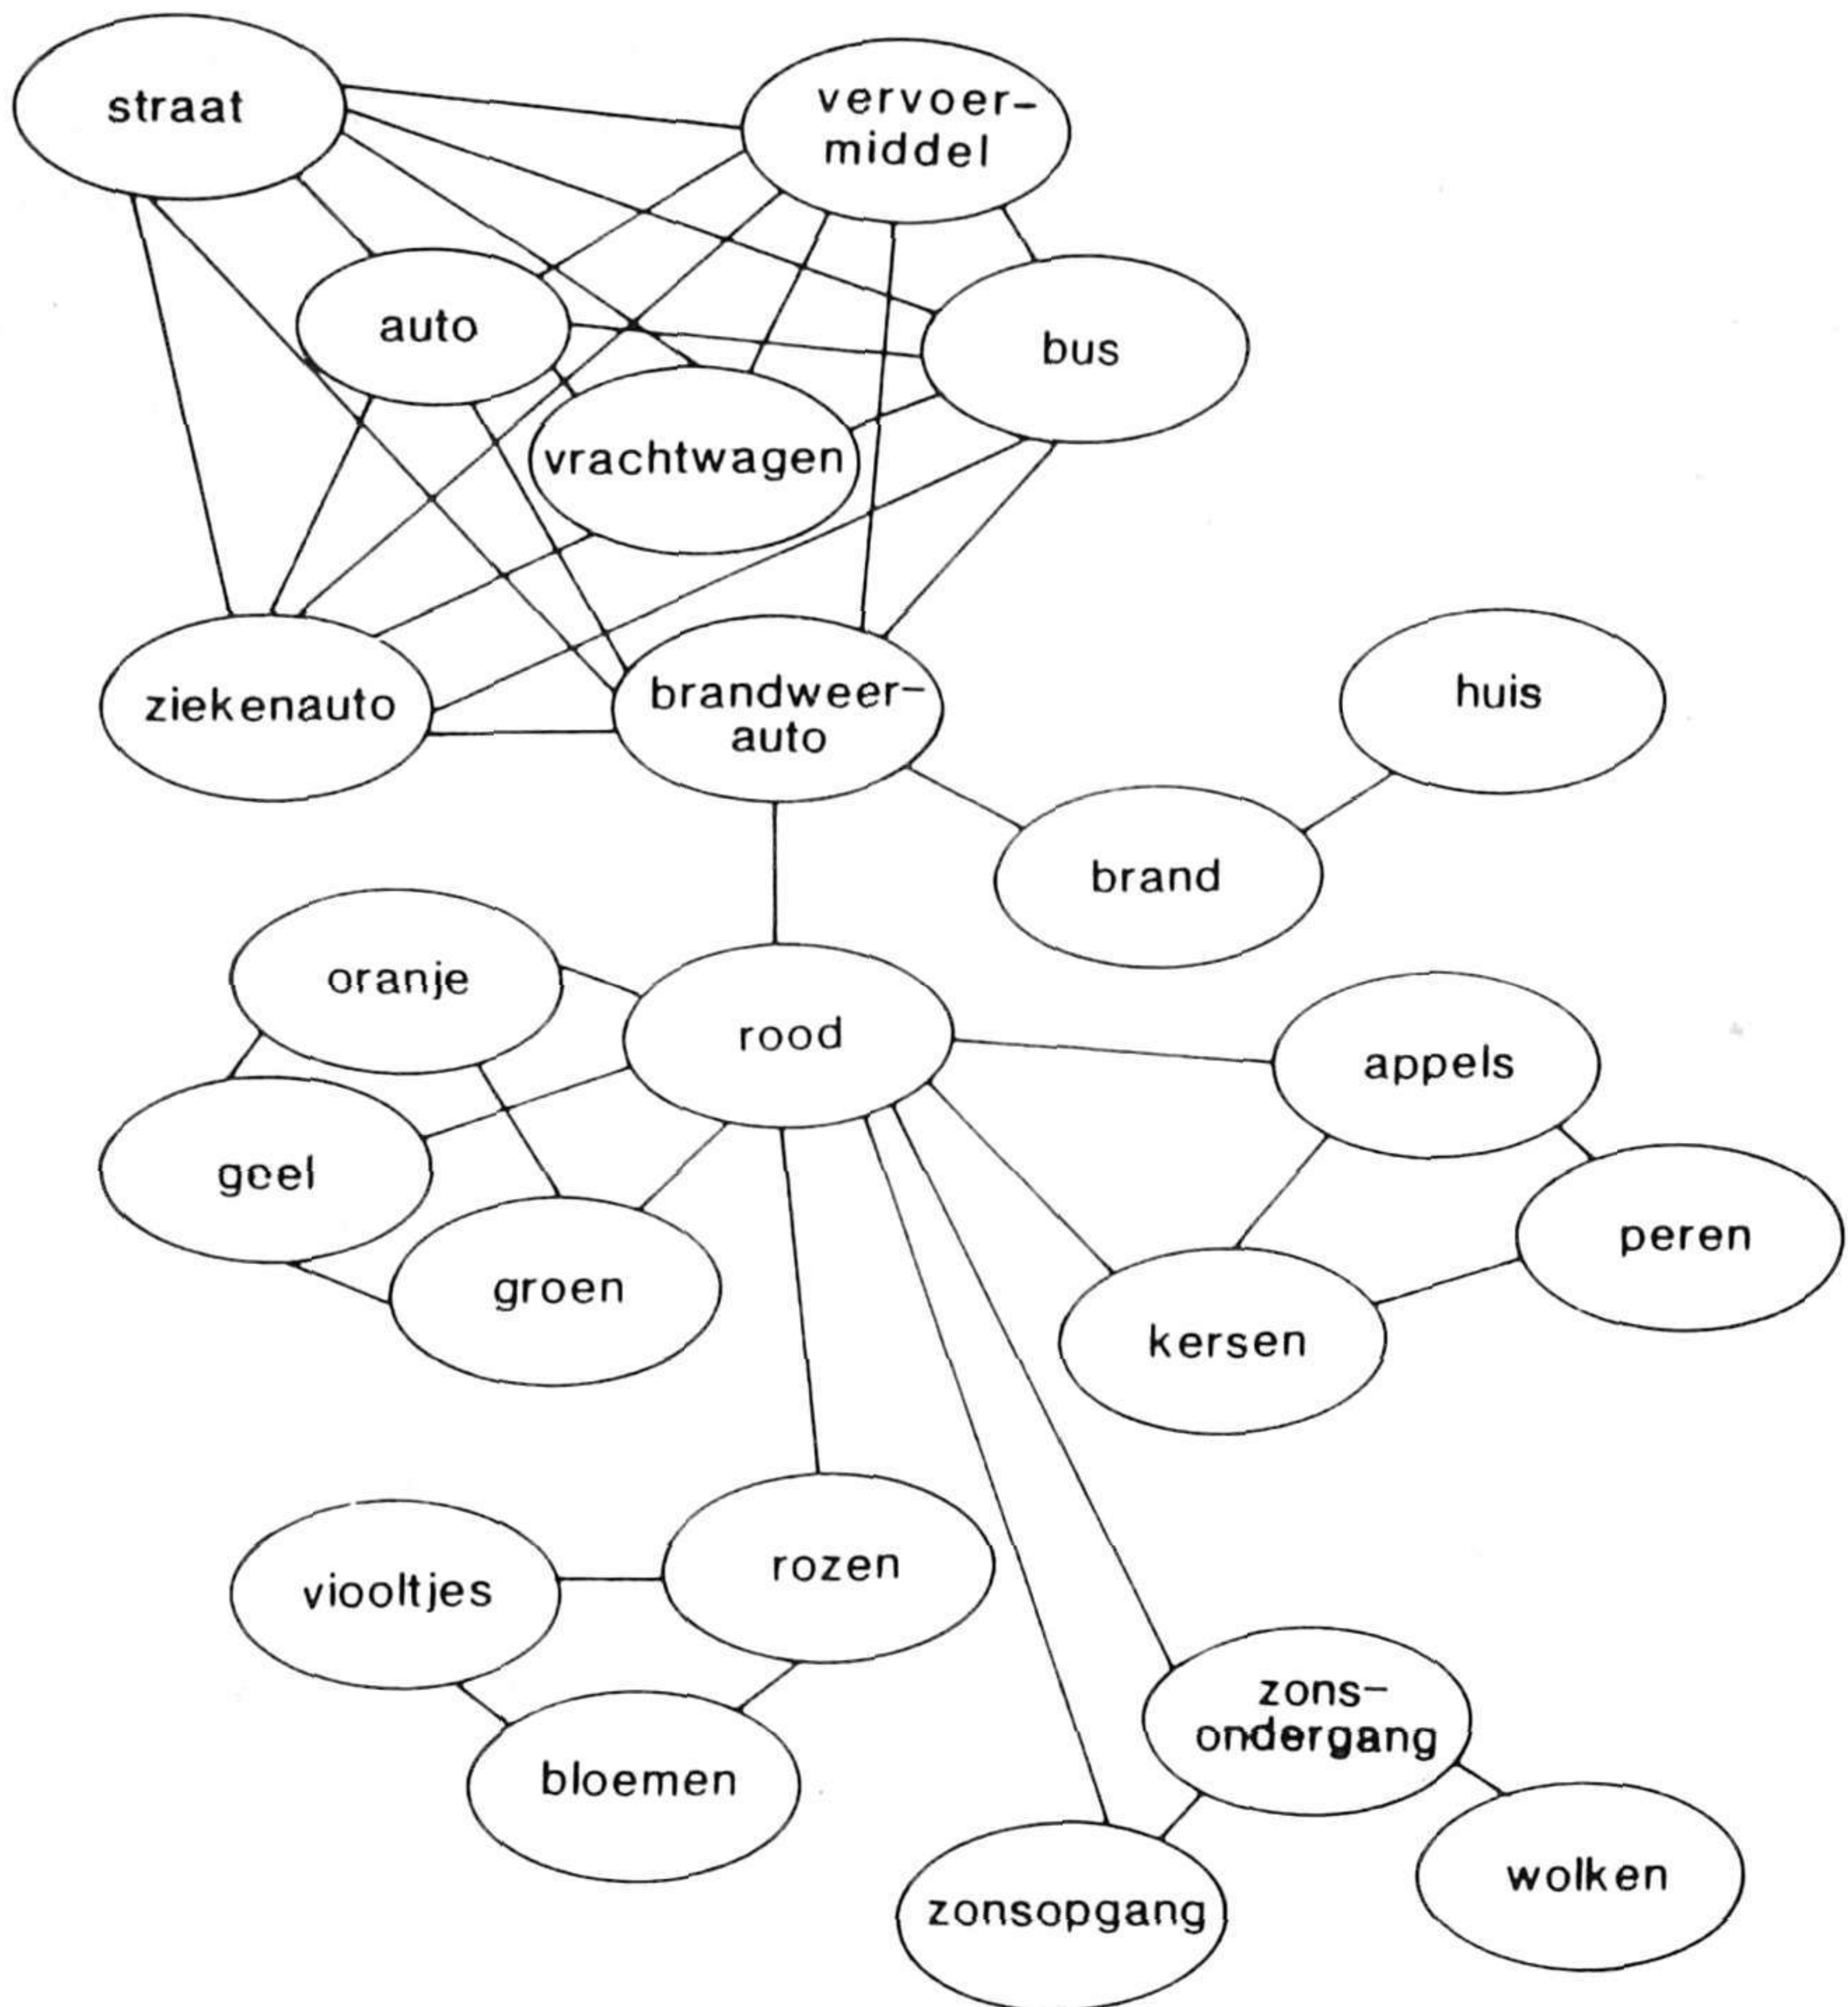 straat
vervoer-
middel
auto
bus
vrachtwagen
ziekenauto
brandweer-
auto
huis
brand
oranje
rood
appels
geel
peren
groen
kersen
rozen
viooltjes
zons-
ondergang
bloemen
wolken
zonsopgang